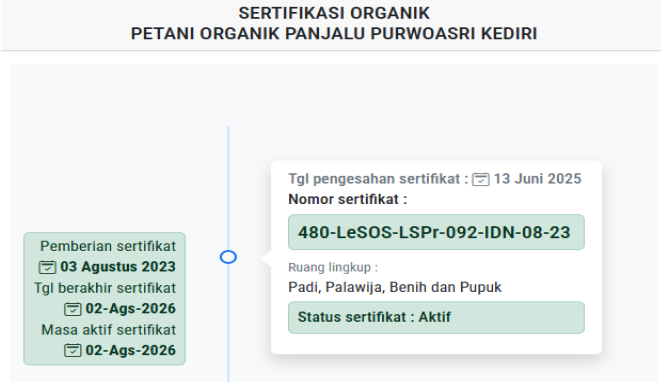 SERTIFIKASI ORGANIK
PETANI ORGANIK PANJALU PURWOASRI KEDIRI
Pemberian sertifikat
03 Agustus 2023
Tgl berakhir sertifikat
02-Ags-2026
Masa aktif sertifikat
02-Ags-2026
Tgl pengesahan sertifikat : 13 Juni 2025
Nomor sertifikat :
480-LeSOS-LSPr-092-IDN-08-23
Ruang lingkup :
Padi, Palawija, Benih dan Pupuk
Status sertifikat : Aktif